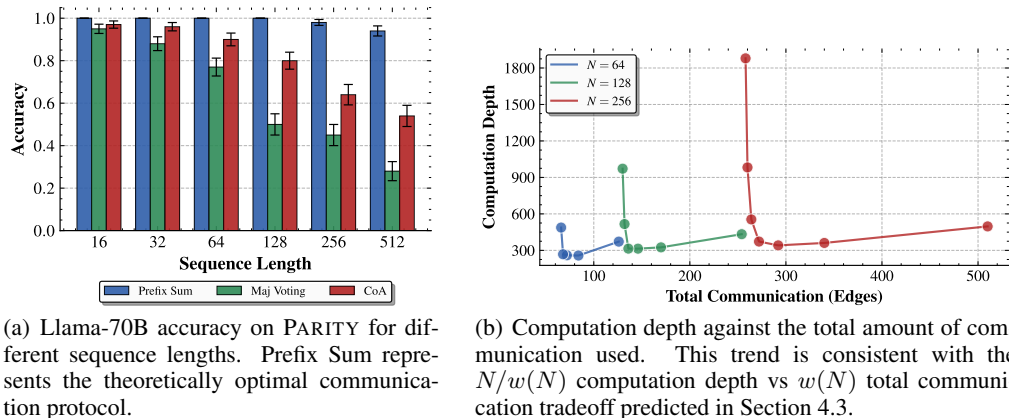 1.0
0.8
0.6
0.4
0.2
0.0
Accuracy
16 32 64 128 256 512
Sequence Length
Prefix Sum Maj Voting CoA
(a) Llama-70B accuracy on PARITY for dif-
ferent sequence lengths. Prefix Sum repre-
sents the theoretically optimal communica-
tion protocol.
1800
1500
1200
900
600
300
Computation Depth
N = 64
N = 128
N = 256
100 200 300 400 500
Total Communication (Edges)
(b) Computation depth against the total amount of com-
munication used. This trend is consistent with the
N/w(N) computation depth vs w(N) total communi-
cation tradeoff predicted in Section 4.3.